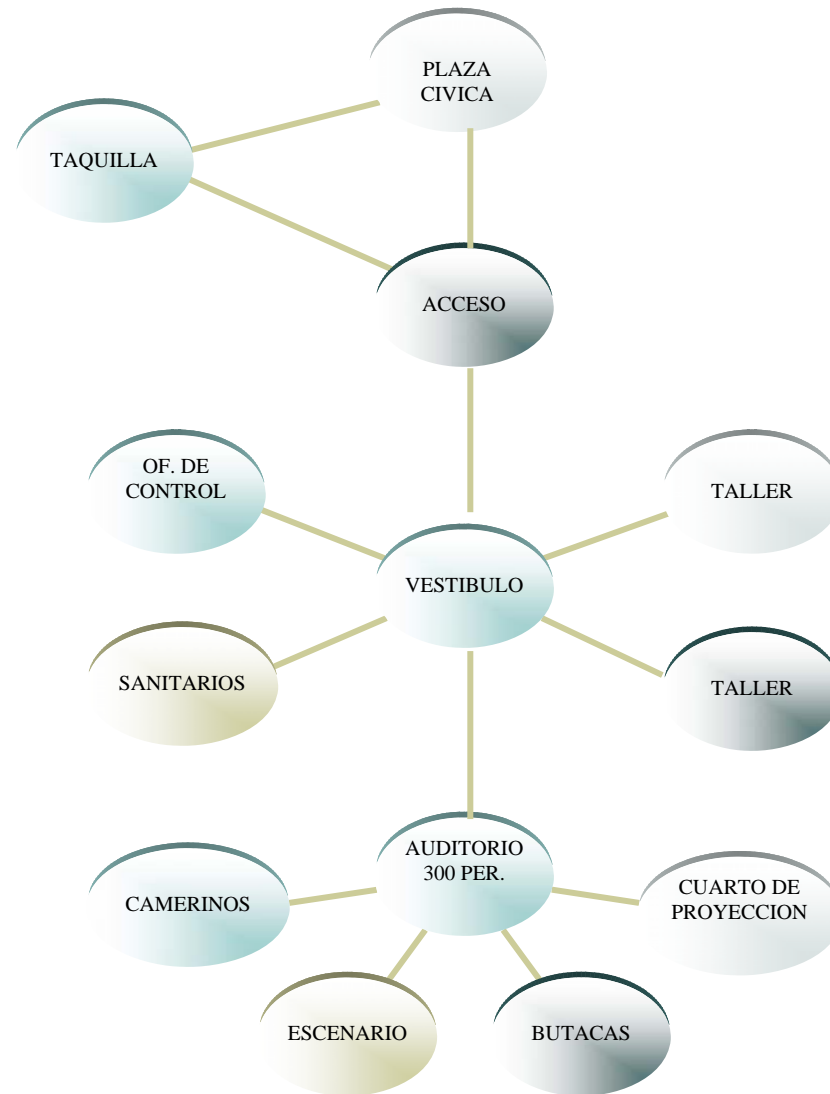 PLAZA
CIVICA
TAQUILLA
ACCESO
OF. DE
CONTROL
TALLER
VESTIBULO
SANITARIOS
TALLER
AUDITORIO
300 PER.
CAMERINOS
CUARTO DE
PROYECCION
ESCENARIO
BUTACAS